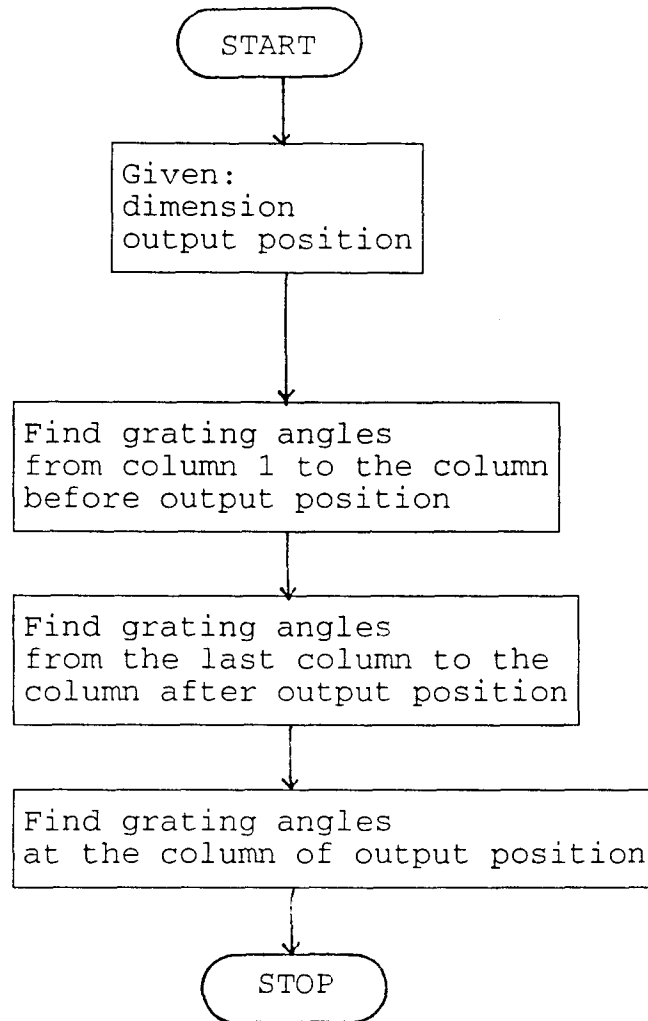 START
Given:
dimension
output position
Find grating angles
from column 1 to the column
before output position
Find grating angles
from the last column to the
column after output position
Find grating angles
at the column of output position
STOP